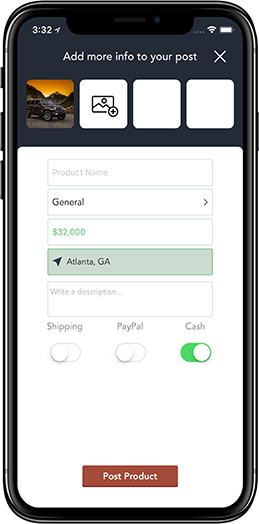 3:32
Add more info to your post
Product Name
General
$32,000
Atlanta, GA
Write a description...
Shipping PayPal Cash
Post Product